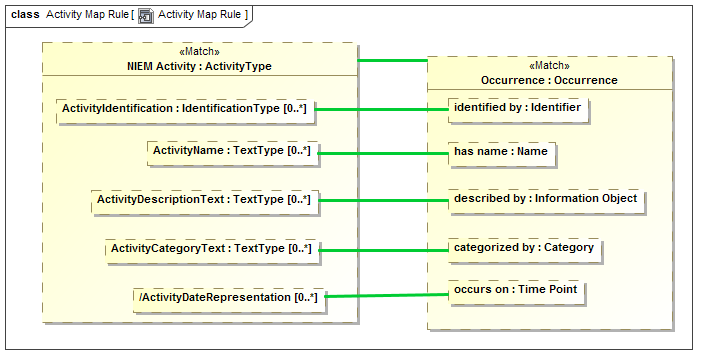 class Activity Map Rule [ Activity Map Rule ]
«Match»
NIEM Activity : ActivityType
ActivityIdentification : IdentificationType [0..*]
ActivityName : TextType [0..*]
ActivityDescriptionText : TextType [0..*]
ActivityCategoryText : TextType [0..*]
/ActivityDateRepresentation [0..*]
«Match»
Occurrence : Occurrence
identified by : Identifier
has name : Name
described by : Information Object
categorized by : Category
occurs on : Time Point